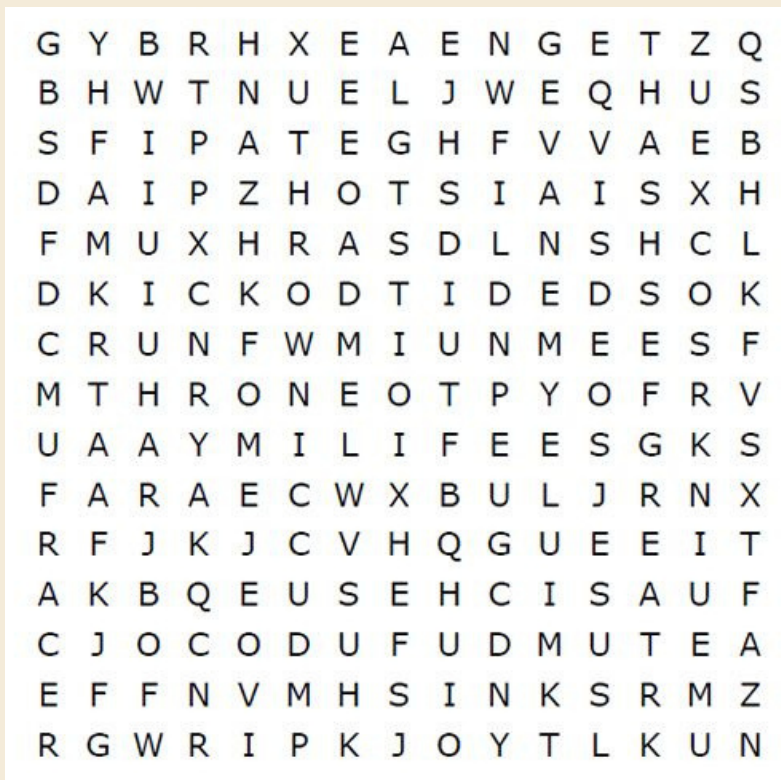 G Y B R H X E A E N G E T Z Q
B H W T N U E L J W E Q H U S
S F I P A T E G H F V V A E B
D A I P Z H O T S I A I S X H
F M U X H R A S D L N S H C L
D K I C K O D T I D E D S O K
C R U N F W M I U N M E E S F
M T H R O N E O T P Y O F R V
U A A Y M I L I F E E S G K S
F A R A E C W X B U L J R N X
R F J K J C V H Q G U E E I T
A K B Q E U S E H C I S A U F
C J O C O D U F U D M U T E A
E F F N V M H S I N K S R M Z
R G W R I P K J O Y T L K U N